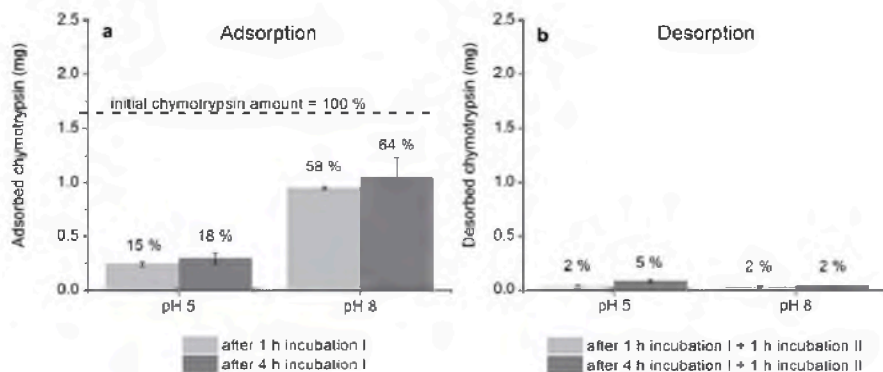 a Adsorption
Adsorbed chymotrypsin (mg)
2.5
2.0
1.5
1.0
0.5
0.0
initial chymotrypsin amount = 100 %
15 %
18 %
58 %
64 %
pH 5
pH 8
after 1 h incubation I
after 4 h incubation I
b Desorption
Desorbed chymotrypsin (mg)
2.5
2.0
1.5
1.0
0.5
0.0
2 %
5 %
2 %
2 %
pH 5
pH 8
after 1 h incubation I + 1 h incubation II
after 4 h incubation I + 1 h incubation II